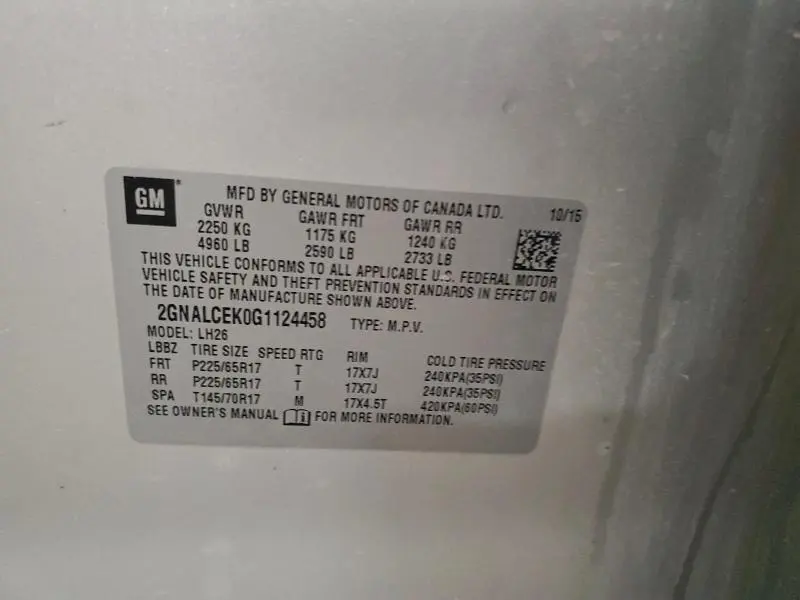 GM
MFD BY GENERAL MOTORS OF CANADA LTD. 10/15
GVWR GAWR FRT GAWR RR
2250 KG 1175 KG 1240 KG
4960 LB 2590 LB 2733 LB
THIS VEHICLE CONFORMS TO ALL APPLICABLE U.S. FEDERAL MOTOR
VEHICLE SAFETY AND THEFT PREVENTION STANDARDS IN EFFECT ON
THE DATE OF MANUFACTURE SHOWN ABOVE.
2GNALCEK0G1124458 TYPE: M.P.V.
MODEL: LH26
LBBZ TIRE SIZE SPEED RTG RIM COLD TIRE PRESSURE
FRT P225/65R17 T 17X7J 240KPA(35PSI)
RR P225/65R17 T 17X7J 240KPA(35PSI)
SPA T145/70R17 M 17X4.5T 420KPA(60PSI)
SEE OWNER'S MANUAL FOR MORE INFORMATION.